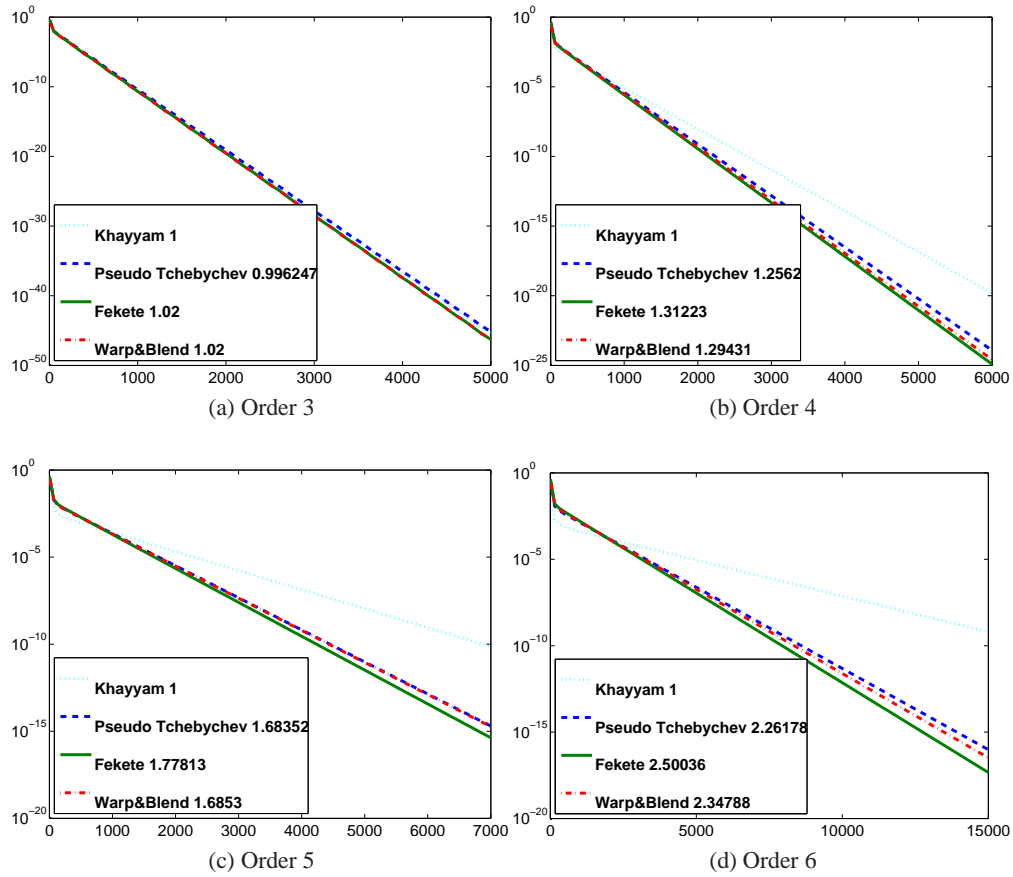 10^0
10^−10
10^−20
10^−30
10^−40
10^−50
Khayyam 1
Pseudo Tchebychev 0.996247
Fekete 1.02
Warp&Blend 1.02
0 1000 2000 3000 4000 5000
(a) Order 3
10^0
10^−5
10^−10
10^−15
10^−20
10^−25
Khayyam 1
Pseudo Tchebychev 1.2562
Fekete 1.31223
Warp&Blend 1.29431
0 1000 2000 3000 4000 5000 6000
(b) Order 4
10^0
10^−5
10^−10
10^−15
10^−20
Khayyam 1
Pseudo Tchebychev 1.68352
Fekete 1.77813
Warp&Blend 1.6853
0 1000 2000 3000 4000 5000 6000 7000
(c) Order 5
10^0
10^−5
10^−10
10^−15
10^−20
Khayyam 1
Pseudo Tchebychev 2.26178
Fekete 2.50036
Warp&Blend 2.34788
0 5000 10000 15000
(d) Order 6